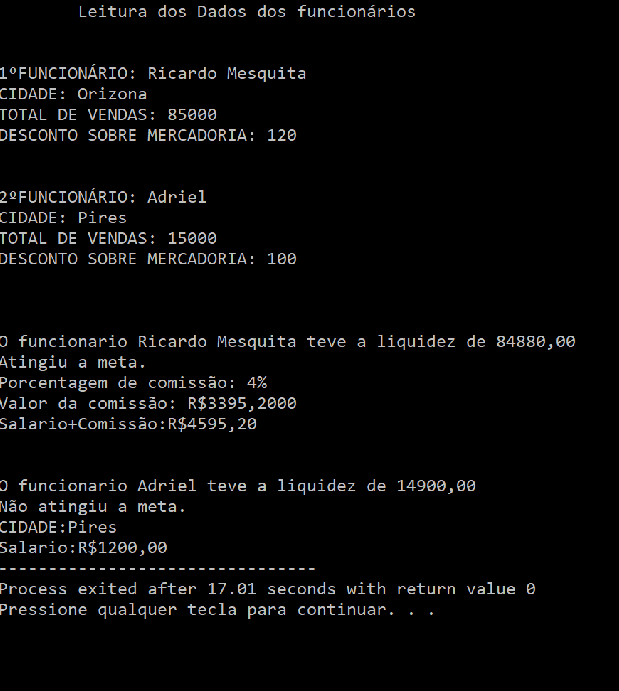 Leitura dos Dados dos funcionários
1ºFUNCIONÁRIO: Ricardo Mesquita
CIDADE: Orizona
TOTAL DE VENDAS: 85000
DESCONTO SOBRE MERCADORIA: 120
2ºFUNCIONÁRIO: Adriel
CIDADE: Pires
TOTAL DE VENDAS: 15000
DESCONTO SOBRE MERCADORIA: 100
O funcionario Ricardo Mesquita teve a liquidez de 84880,00
Atingiu a meta.
Porcentagem de comissão: 4%
Valor da comissão: R$3395,2000
Salario+Comissão:R$4595,20
O funcionario Adriel teve a liquidez de 14900,00
Não atingiu a meta.
CIDADE:Pires
Salario:R$1200,00
--------------------------------
Process exited after 17.01 seconds with return value 0
Pressione qualquer tecla para continuar. . .